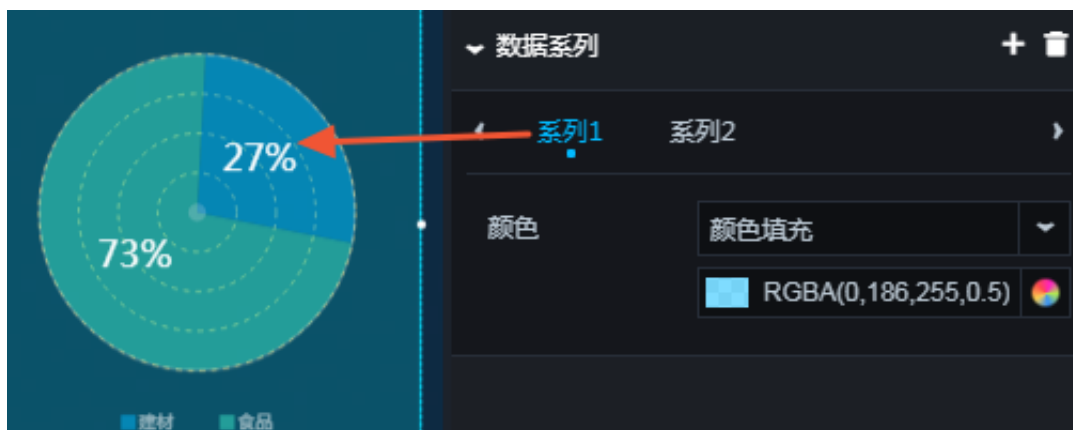 27%
73%
建材 食品
数据系列
系列1 系列2
颜色 颜色填充
RGBA(0,186,255,0.5)